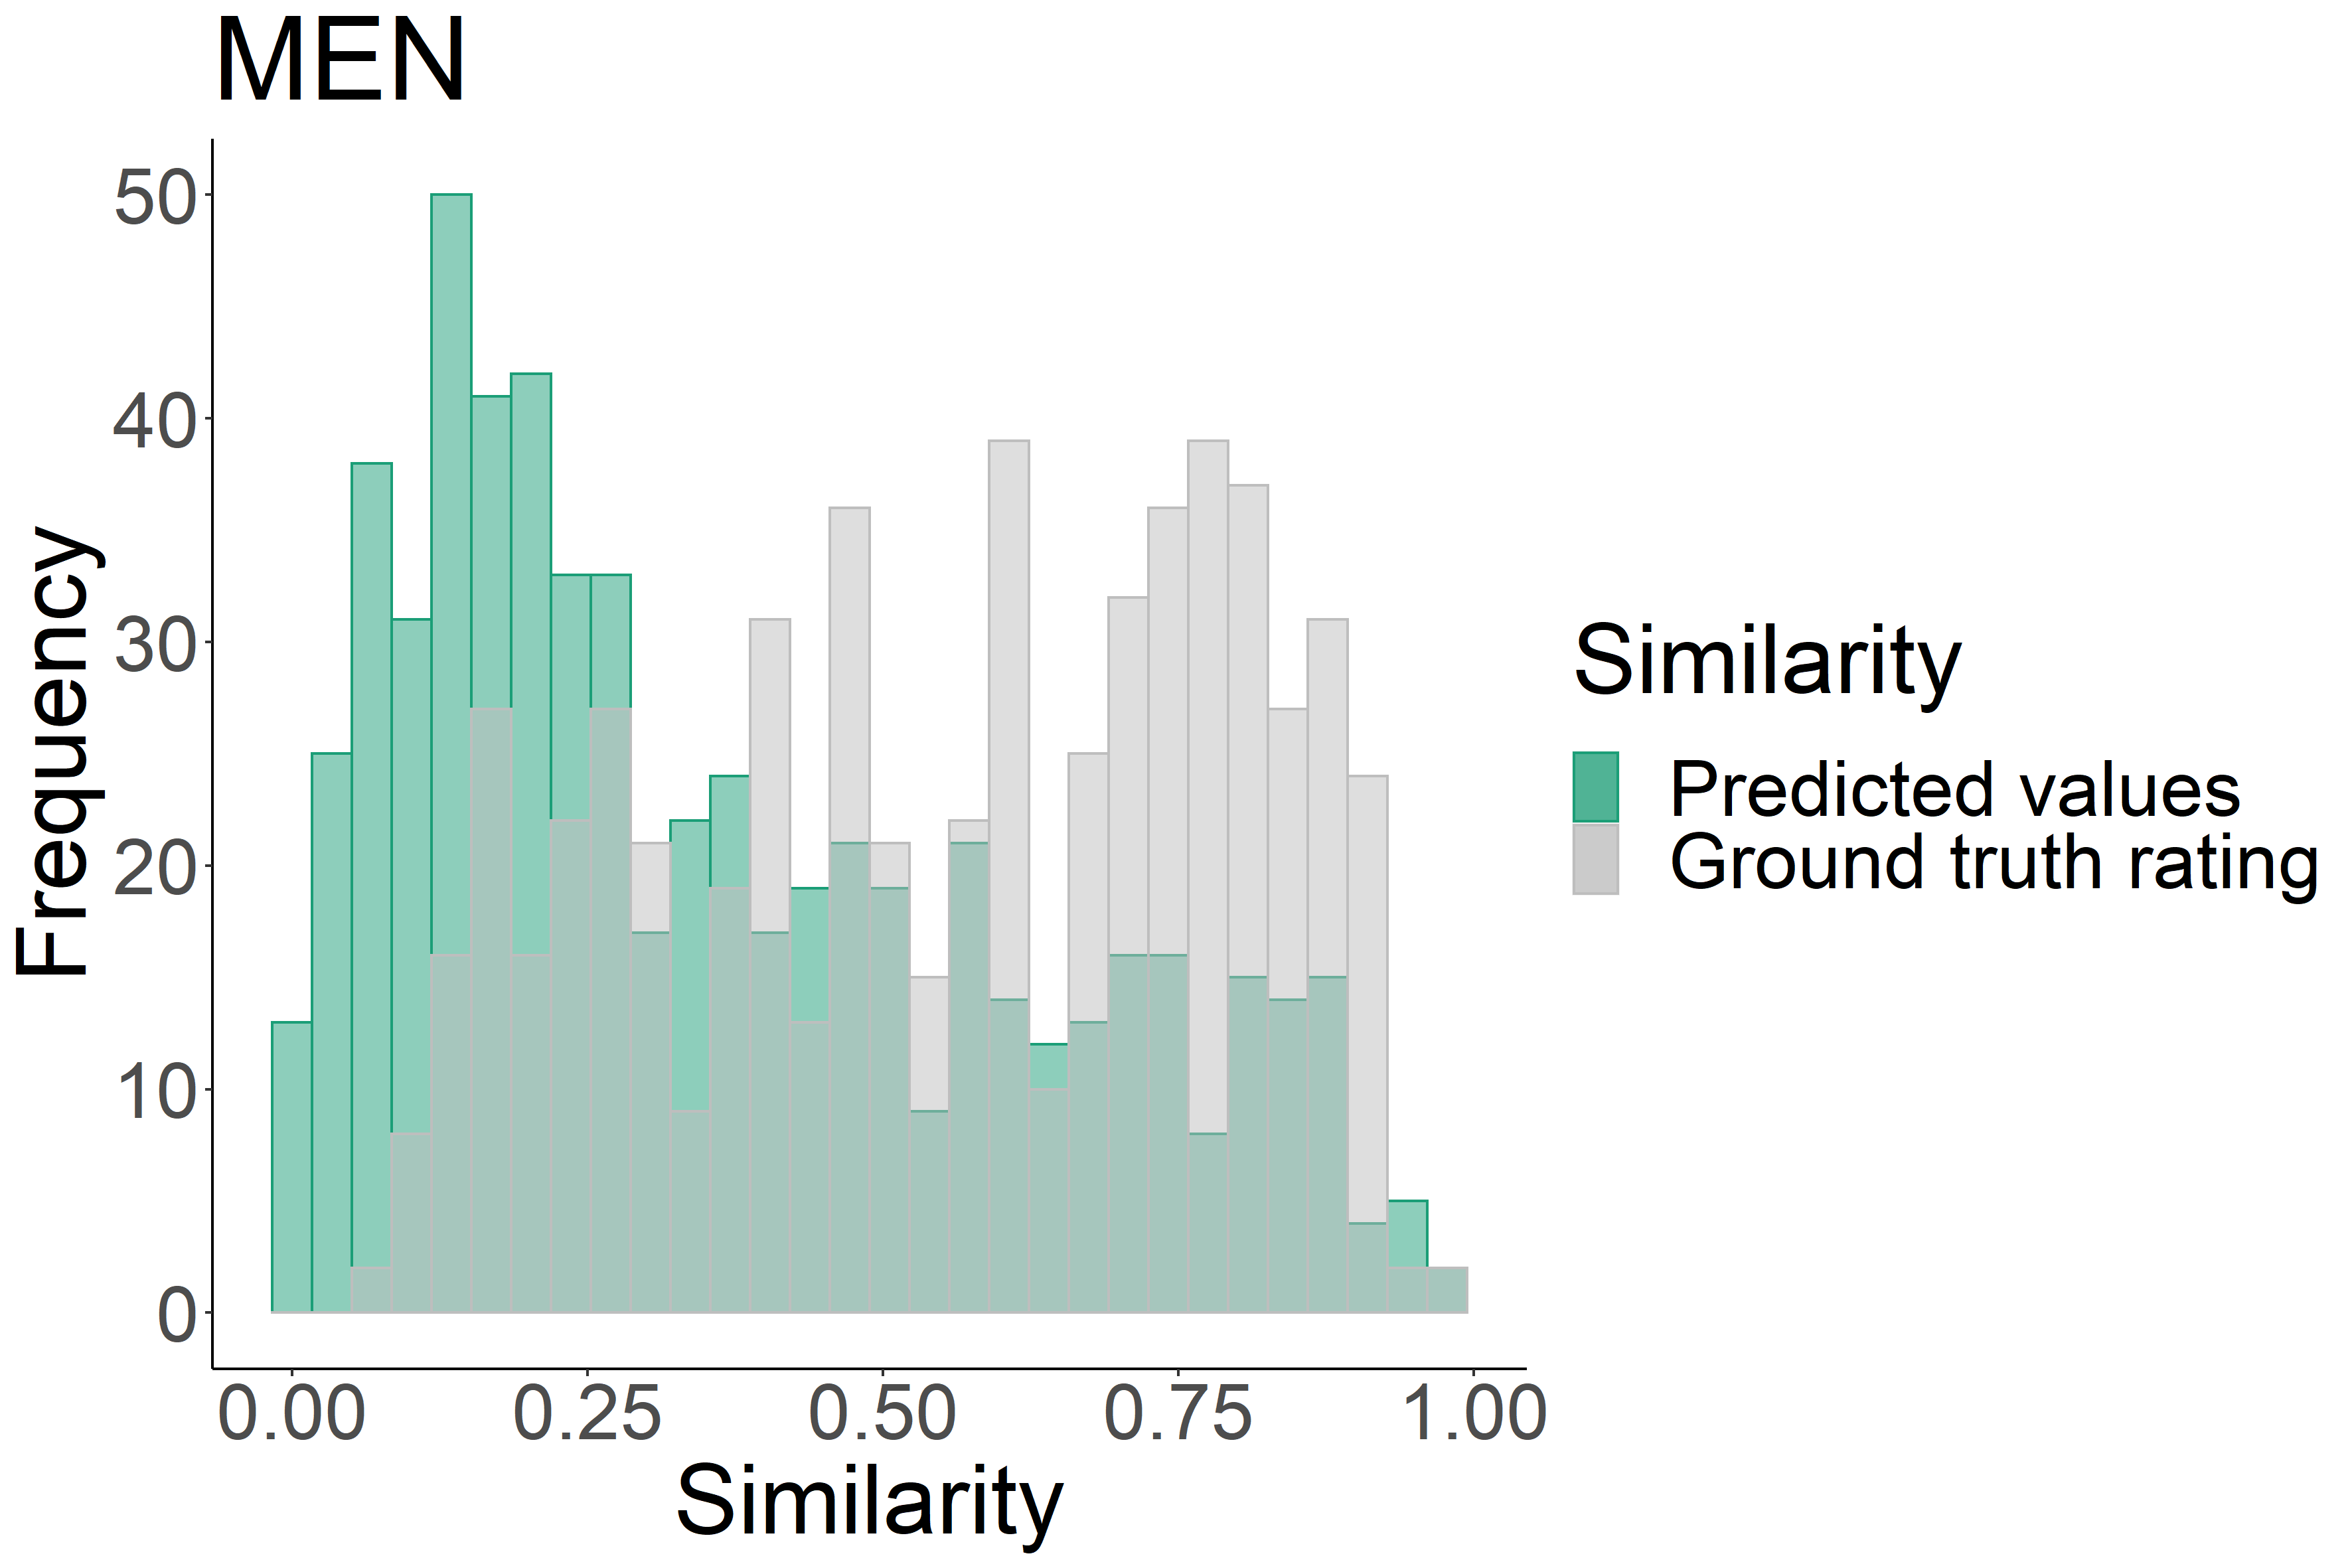 MEN
50
40
30
20
10
0
Frequency
0.00 0.25 0.50 0.75 1.00
Similarity
Similarity
Predicted values
Ground truth rating